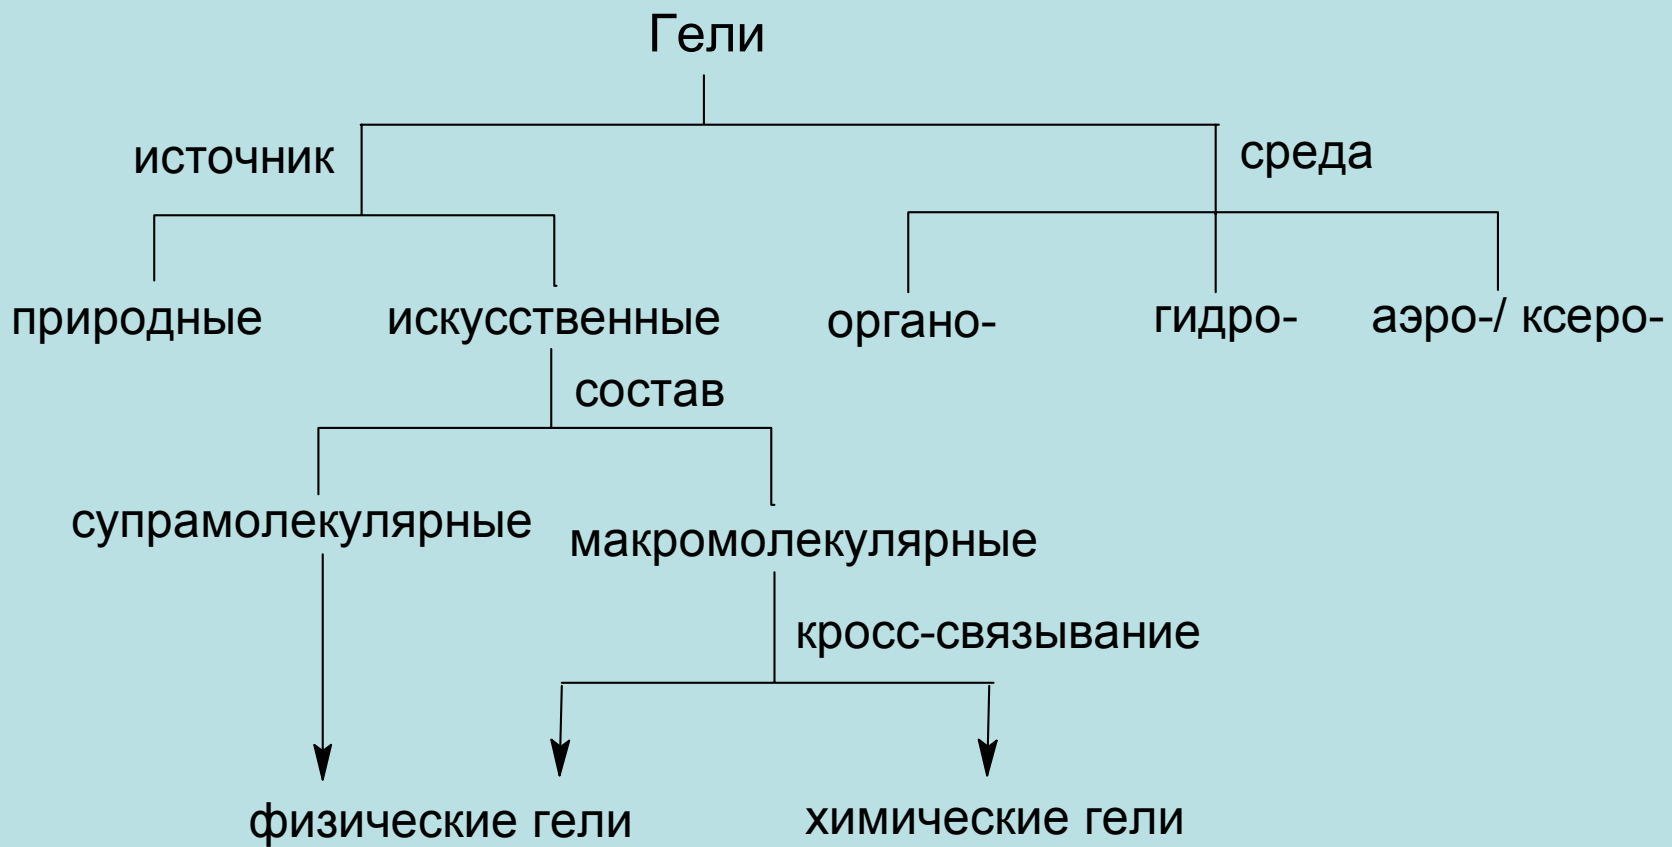 Гели
источник
среда
природные
искусственные
органо-
гидро-
аэро-/ ксеро-
состав
супрамолекулярные
макромолекулярные
кросс-связывание
физические гели
химические гели